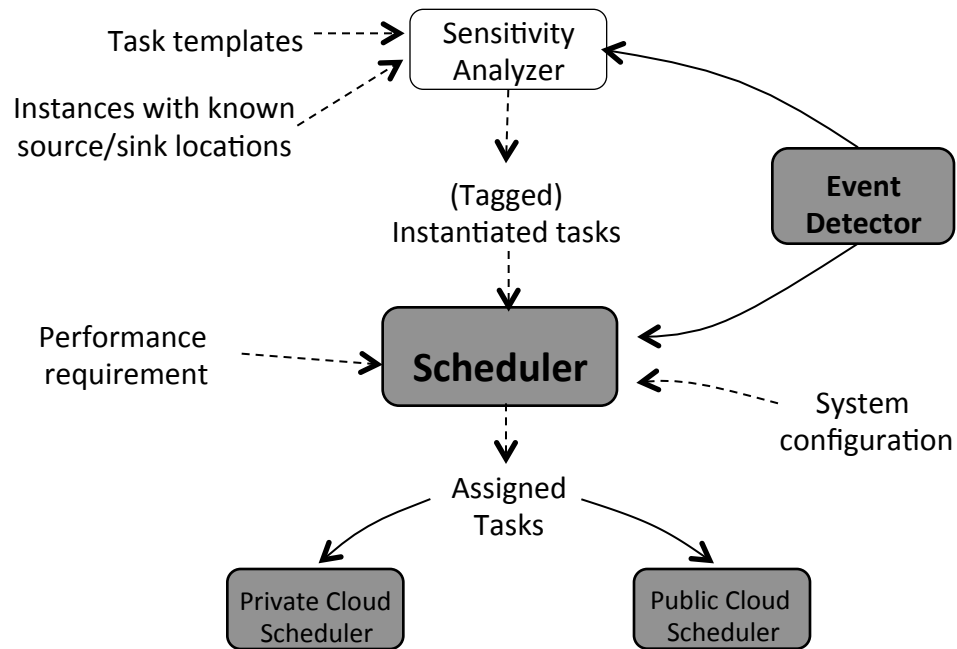 Task templates
Sensitivity
Analyzer
Instances with known
source/sink locations
Event
Detector
(Tagged)
Instantiated tasks
Performance
requirement
Scheduler
System
configuration
Assigned
Tasks
Private Cloud
Scheduler
Public Cloud
Scheduler